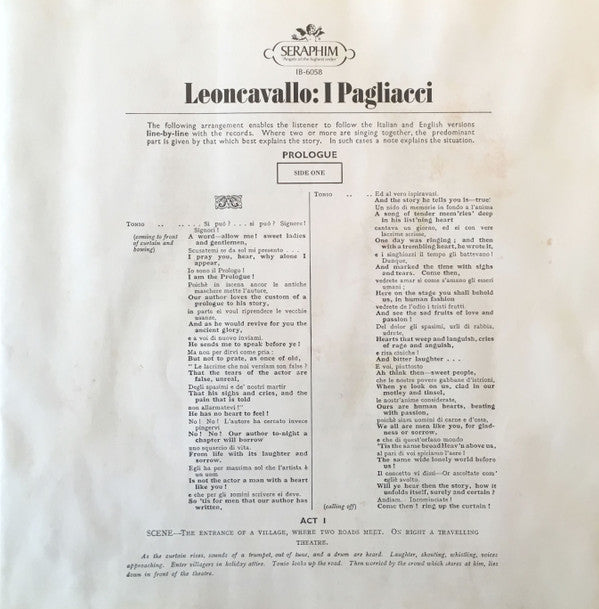 SERAPHIM
"Angels of the highest order"
IB-6058
Leoncavallo: I Pagliacci
The following arrangement enables the listener to follow the Italian and English versions
line-by-line with the records. Where two or more are singing together, the predominant
part is given by that which best explains the story. In such cases a note explains the situation.
PROLOGUE
SIDE ONE
TONIO .. .. .. . . Si può? . . . si può? Signore!
Signori!
(coming to front of curtain and bowing)
A word—allow me! sweet ladies
and gentlemen,
Scusatemi se da sol mi presento . . .
I pray you, hear, why alone I
appear,
Io sono il Prologo!
I am the Prologue!
Poichè in iscena ancor le antiche
maschere mette l'autore,
Our author loves the custom of a
prologue to his story,
in parte ei vuol riprendere le vecchie
usanze,
And as he would revive for you the
ancient glory,
e a voi di nuovo inviami.
He sends me to speak before ye!
Ma non per dirvi come pria:
But not to prate, as once of old,
" Le lacrime che noi versiam son false?
That the tears of the actor are
false, unreal,
Degli spasimi e de' nostri martir
That his sighs and cries, and the
pain that is told
non allarmatevi!"
He has no heart to feel!
No! No! L'autore ha certato invece
pingervi
No! No! Our author to-night a
chapter will borrow
uno squarcio di vita.
From life with its laughter and
sorrow.
Egli ha per massima sol che l'artista è
un uom
Is not the actor a man with a heart
like you!
e che per gli uomini scrivere ei deve.
So 'tis for men that our author has
written,
TONIO .. .. Ed al vero ispiravasi.
And the story he tells you is—true!
Un nido di memorie in fondo a l'anima
A song of tender mem'ries' deep
in his list'ning heart
cantava un giorno, ed ei con vere
lacrime scrisse,
One day was ringing; and then
with a trembling heart, he wrote it,
e i singhiozzi il tempo gli battevano!
Dunque,
And marked the time with sighs
and tears. Come then,
vedrete amar sì come s'amano gli esseri
umani;
Here on the stage you shall behold
us, in human fashion
vedrete de l'odio i tristi frutti
And see the sad fruits of love and
passion!
Del dolor gli spasimi, urli di rabbia,
udrete,
Hearts that weep and languish, cries
of rage and anguish,
e risa ciniche!
And bitter laughter . . .
E voi, piuttosto
Ah think then—sweet people,
che le nostre povere gabbane d'istrioni,
When ye look on us, clad in our
motley and tinsel,
le nostr'anime considerate,
Ours are human hearts, beating
with passion,
poichè siam uomini di carne e d'ossa,
We all are men like you, for glad-
ness or sorrow,
e che di quest'orfano mondo
'Tis the same broad Heav'n above us,
al pari di voi spiriamo l'aere!
The same wide lonely world before
us!
Il concetto vi dissi—Or ascoltate com'
egli è svolto.
Will ye hear then the story, how it
unfolds itself, surely and certain?
Andiam. Incominciate!
(calling off) Come then! ring up the curtain!
ACT I
SCENE—THE ENTRANCE OF A VILLAGE, WHERE TWO ROADS MEET. ON RIGHT A TRAVELLING
THEATRE.
As the curtain rises, sounds of a trumpet, out of tune, and a drum are heard. Laughter, shouting, whistling, voices
approaching. Enter villagers in holiday attire. Tonio looks up the road. Then worried by the crowd which stares at him, lies
down in front of the theatre.